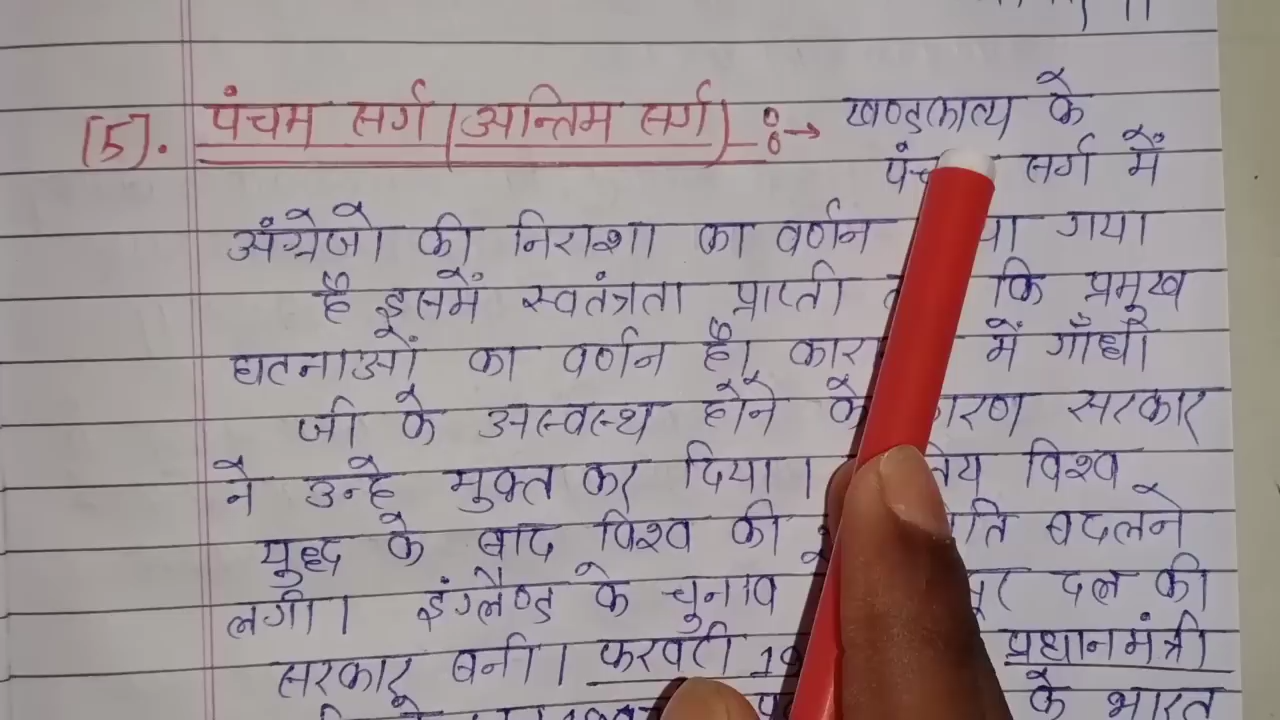 [5]. पंचम सर्ग (अन्तिम सर्ग) :→ खण्डकाव्य के
सर्ग में
अंग्रेजो की निराशा का वर्णन गया
है इसमें स्वतंत्रता प्राप्ती कि प्रमुख
घतनाओं का वर्णन है। में गाँधी
जी के अस्वस्थ होने के सरकार
ने उन्हे मुक्त कर दिया। विश्व
युद्ध के बाद विश्व की बदलने
लगी। इंग्लैण्ड के चुनाव दल की
सरकार बनी। फरवरी प्रधानमंत्री
के भारत